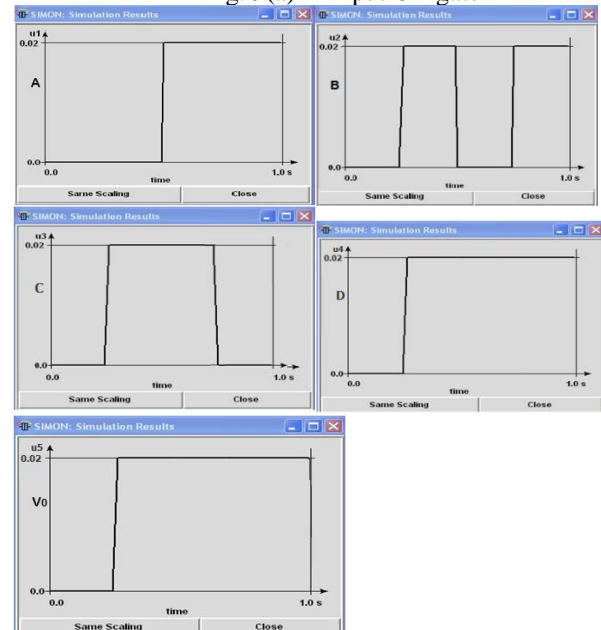 SIMON: Simulation Results
u1
0.02
A
0.0
0.0
1.0 s
time
Same Scaling
Close
SIMON: Simulation Results
u2
0.02
B
0.0
0.0
1.0 s
time
Same Scaling
Close
SIMON: Simulation Results
u3
0.02
C
0.0
0.0
1.0 s
time
Same Scaling
Close
SIMON: Simulation Results
u4
0.02
D
0.0
0.0
1.0 s
time
Same Scaling
Close
SIMON: Simulation Results
u5
0.02
V0
0.0
0.0
1.0 s
time
Same Scaling
Close